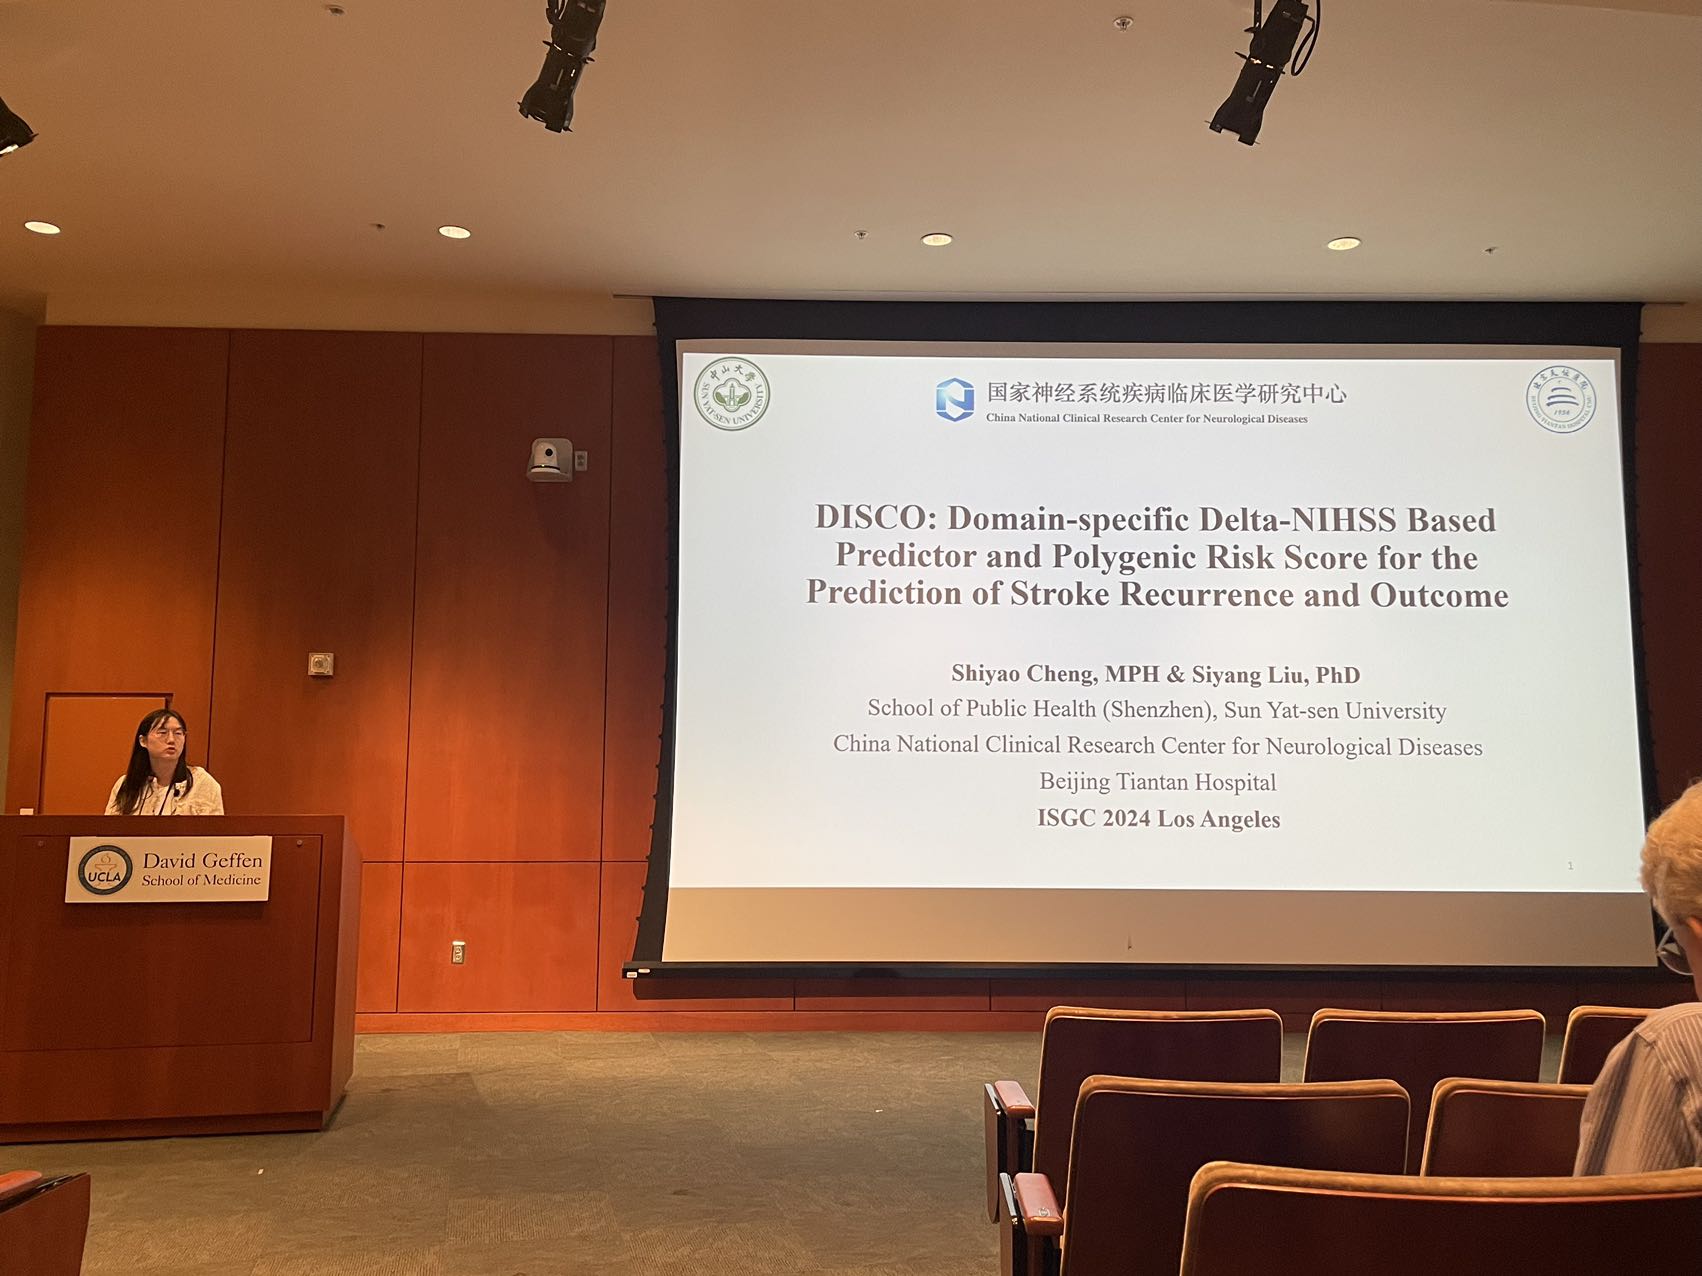 中山大學
SUN YAT-SEN UNIVERSITY
国家神经系统疾病临床医学研究中心
China National Clinical Research Center for Neurological Diseases
1956
DISCO: Domain-specific Delta-NIHSS Based
Predictor and Polygenic Risk Score for the
Prediction of Stroke Recurrence and Outcome
Shiyao Cheng, MPH & Siyang Liu, PhD
School of Public Health (Shenzhen), Sun Yat-sen University
China National Clinical Research Center for Neurological Diseases
Beijing Tiantan Hospital
ISGC 2024 Los Angeles
1
UCLA
David Geffen
School of Medicine